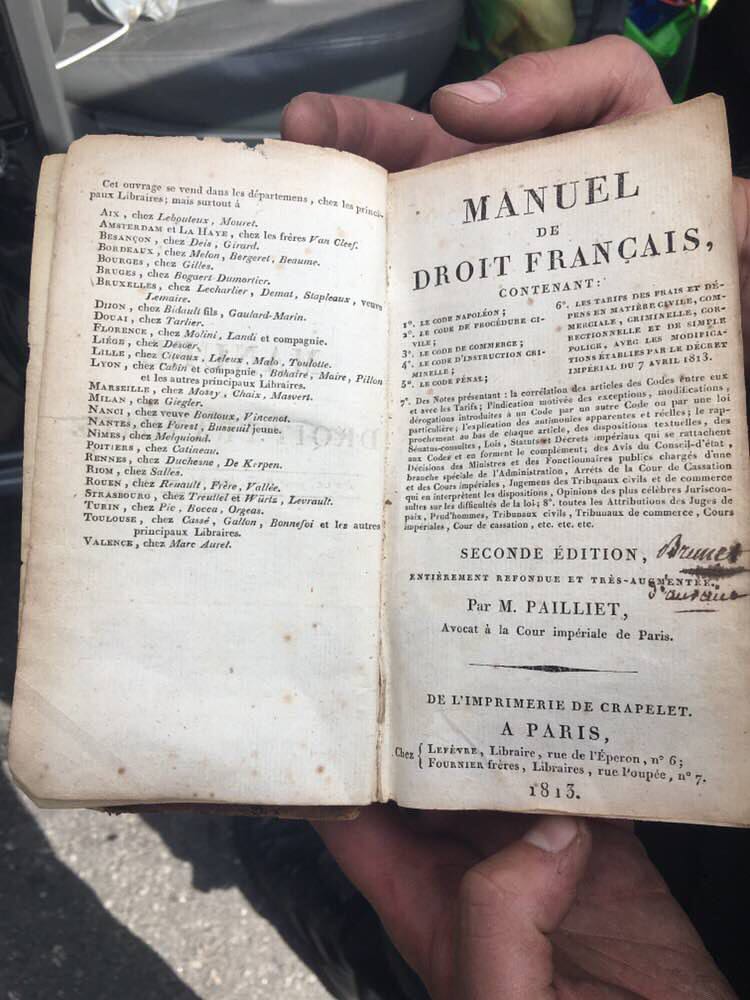 Cet ouvrage se vend dans les départemens, chez les princi-
paux Libraires; mais surtout à
AIX, chez Lebouteux, Mouret.
AMSTERDAM et LA HAYE, chez les frères Van Cleef.
BESANÇON, chez Deis, Girard.
BORDEAUX, chez Melon, Bergeret, Beaume.
BOURGES, chez Gilles.
BRUGES, chez Bogaert-Dumortier.
BRUXELLES, chez Lecharlier, Demat, Stapleaux, veuve
Lemaire.
DIJON, chez Bidault fils, Gaulard-Marin.
DOUAI, chez Tarlier.
FLORENCE, chez Molini, Landi et compagnie.
LIÉGE, chez Desoer.
LILLE, chez Citeaux, Leleux, Malo, Toulotte.
LYON, chez Cabin et compagnie, Bohaire, Maire, Pillon
et les autres principaux Libraires.
MARSEILLE, chez Mossy, Chaix, Masvert.
MILAN, chez Giegler.
NANCI, chez veuve Bontoux, Vincenot.
NANTES, chez Forest, Busseuil jeune.
NIMES, chez Melquiond.
POITIERS, chez Catineau.
RENNES, chez Duchesne, De Kerpen.
RIOM, chez Salles.
ROUEN, chez Renault, Frère, Vallée.
STRASBOURG, chez Treuttel et Würtz, Levrault.
TURIN, chez Pic, Bocca, Orgeas.
TOULOUSE, chez Cassé, Gallon, Bonnefoi et les autres
principaux Libraires.
VALENCE, chez Marc Aurel.
MANUEL
DE
DROIT FRANÇAIS,
CONTENANT:
1°. LE CODE NAPOLÉON;
2°. LE CODE DE PROCÉDURE CI-
VILE;
3°. LE CODE DE COMMERCE;
4°. LE CODE D'INSTRUCTION CRI-
MINELLE;
5°. LE CODE PÉNAL;
6°. LES TARIFS DES FRAIS ET DÉ-
PENS EN MATIÈRE CIVILE, COM-
MERCIALE, CRIMINELLE, COR-
RECTIONNELLE ET DE SIMPLE
POLICE, AVEC LES MODIFICA-
TIONS ÉTABLIES PAR LE DÉCRET
IMPÉRIAL DU 7 AVRIL 1813.
7°. Des Notes présentant: la corrélation des articles des Codes entre eux
et avec les Tarifs; l'indication motivée des exceptions, modifications,
dérogations introduites à un Code par un autre Code ou par une loi
particulière; l'explication des antinomies apparentes et réelles; le rap-
prochement au bas de chaque article, des dispositions textuelles, des
Sénatus-consultes, Lois, Statuts et Décrets impériaux qui se rattachent
aux Codes et en forment le complément; des Avis du Conseil-d'état,
Décisions des Ministres et des Fonctionnaires publics chargés d'une
branche spéciale de l'Administration, Arrêts de la Cour de Cassation
et des Cours impériales, Jugemens des Tribunaux civils et de commerce
qui en interprètent les dispositions, Opinions des plus célèbres Juriscon-
sultes sur les difficultés de la loi; 8°. toutes les Attributions des Juges de
paix, Prud'hommes, Tribunaux civils, Tribunaux de commerce, Cours
impériales, Cour de cassation, etc. etc. etc.
SECONDE ÉDITION,
Brunet
ENTIÈREMENT REFONDUE ET TRÈS-AUGMENTÉE.
Par M. PAILLIET,
Avocat à la Cour impériale de Paris.
DE L'IMPRIMERIE DE CRAPELET.
A PARIS,
Chez { LEFÈVRE, Libraire, rue de l'Éperon, n° 6;
FOURNIER frères, Libraires, rue Poupée, n° 7.
1813.